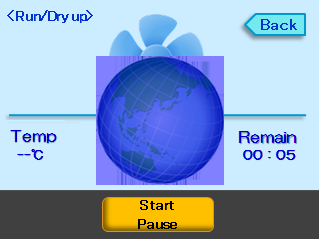 <Run/Dry up>
Back
Temp
--℃
Remain
00 : 05
Start
Pause